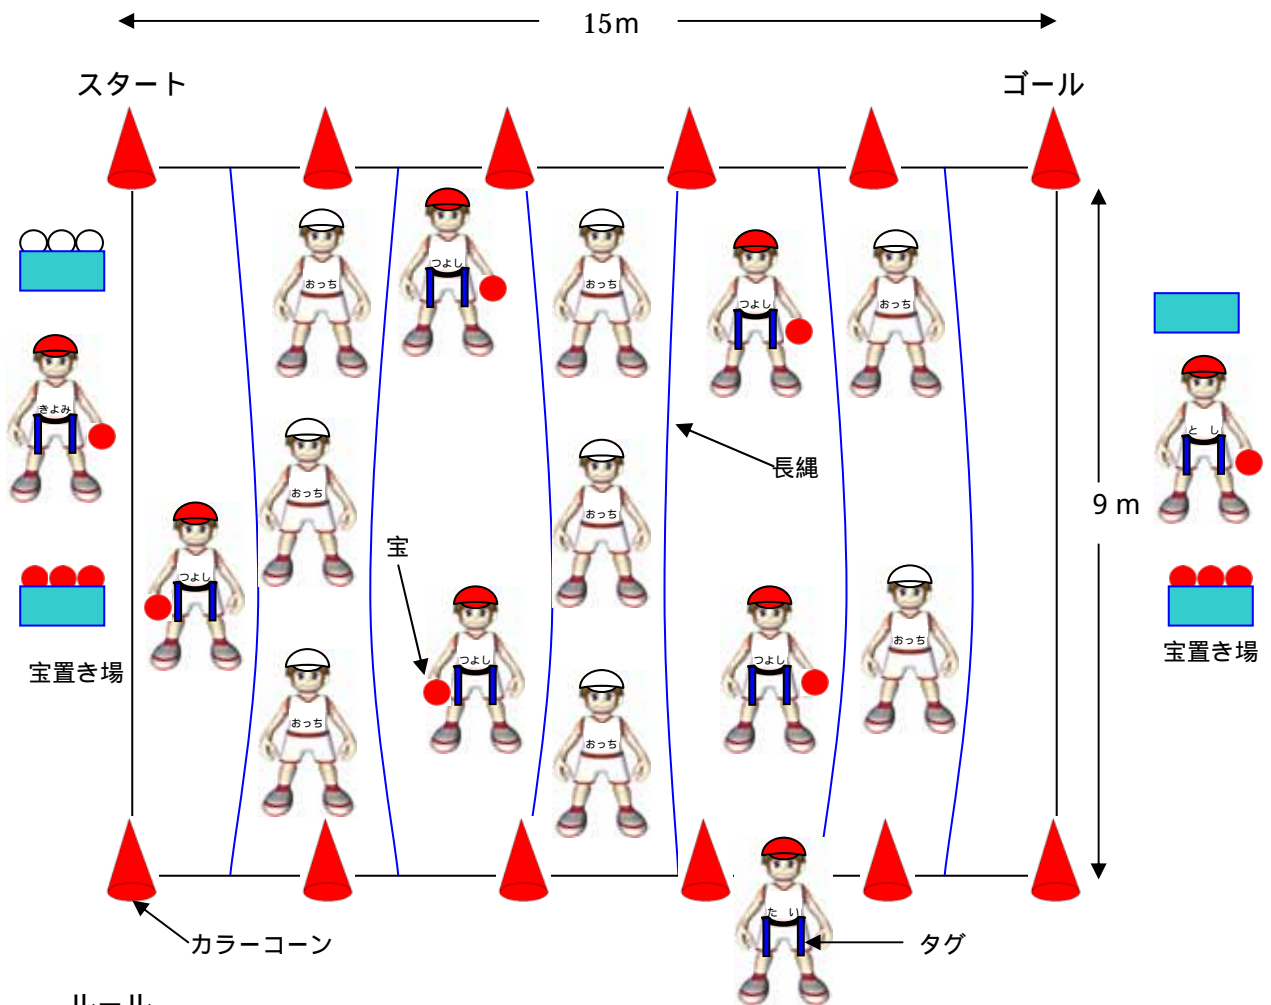 15m
スタート
ゴール
つよし
おっち
おっち
つよし
おっち
きよみ
と し
長縄
おっち
おっち
9 m
宝
つよし
おっち
宝置き場
つよし
つよし
宝置き場
おっち
おっち
たい
カラーコーン
タグ
ルール